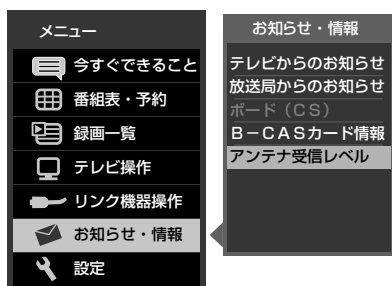 メニュー
今すぐできること
番組表・予約
録画一覧
テレビ操作
リンク機器操作
お知らせ・情報
設定
お知らせ・情報
テレビからのお知らせ
放送局からのお知らせ
ボード（ＣＳ）
Ｂ－ＣＡＳカード情報
アンテナ受信レベル